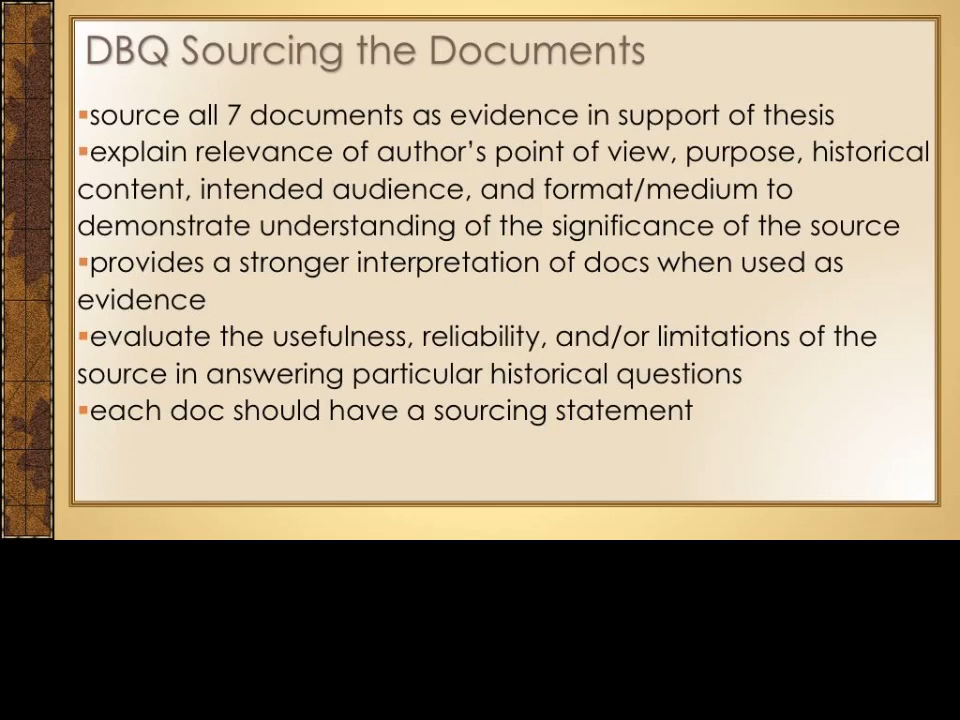 DBQ Sourcing the Documents
▪source all 7 documents as evidence in support of thesis
▪explain relevance of author’s point of view, purpose, historical
content, intended audience, and format/medium to
demonstrate understanding of the significance of the source
▪provides a stronger interpretation of docs when used as
evidence
▪evaluate the usefulness, reliability, and/or limitations of the
source in answering particular historical questions
▪each doc should have a sourcing statement